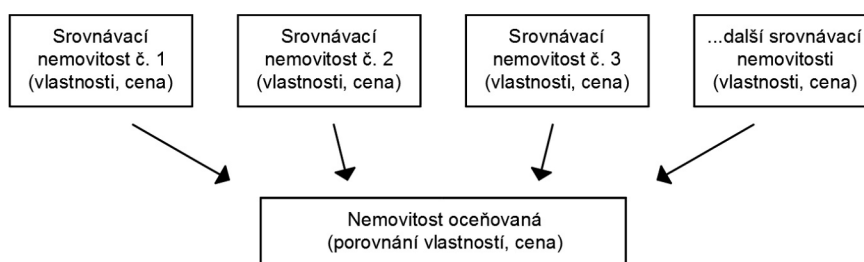 Srovnávací
nemovitost č. 1
(vlastnosti, cena)
Srovnávací
nemovitost č. 2
(vlastnosti, cena)
Srovnávací
nemovitost č. 3
(vlastnosti, cena)
...další srovnávací
nemovitosti
(vlastnosti, cena)
Nemovitost oceňovaná
(porovnání vlastností, cena)